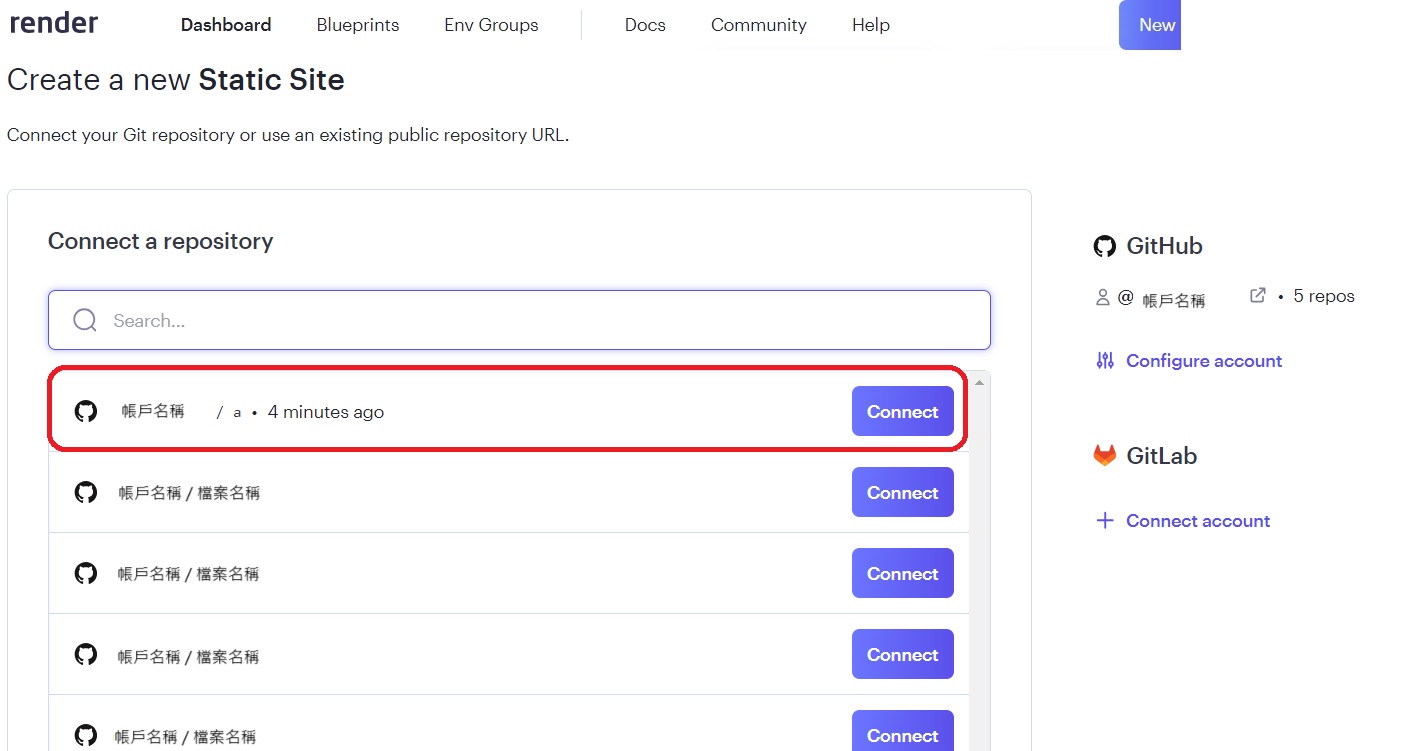 render Dashboard Blueprints Env Groups Docs Community Help New
Create a new Static Site
Connect your Git repository or use an existing public repository URL.
Connect a repository
Search...
帳戶名稱 / a • 4 minutes ago Connect
帳戶名稱 / 檔案名稱 Connect
帳戶名稱 / 檔案名稱 Connect
帳戶名稱 / 檔案名稱 Connect
帳戶名稱 / 檔案名稱 Connect
GitHub
@ 帳戶名稱 • 5 repos
Configure account
GitLab
Connect account